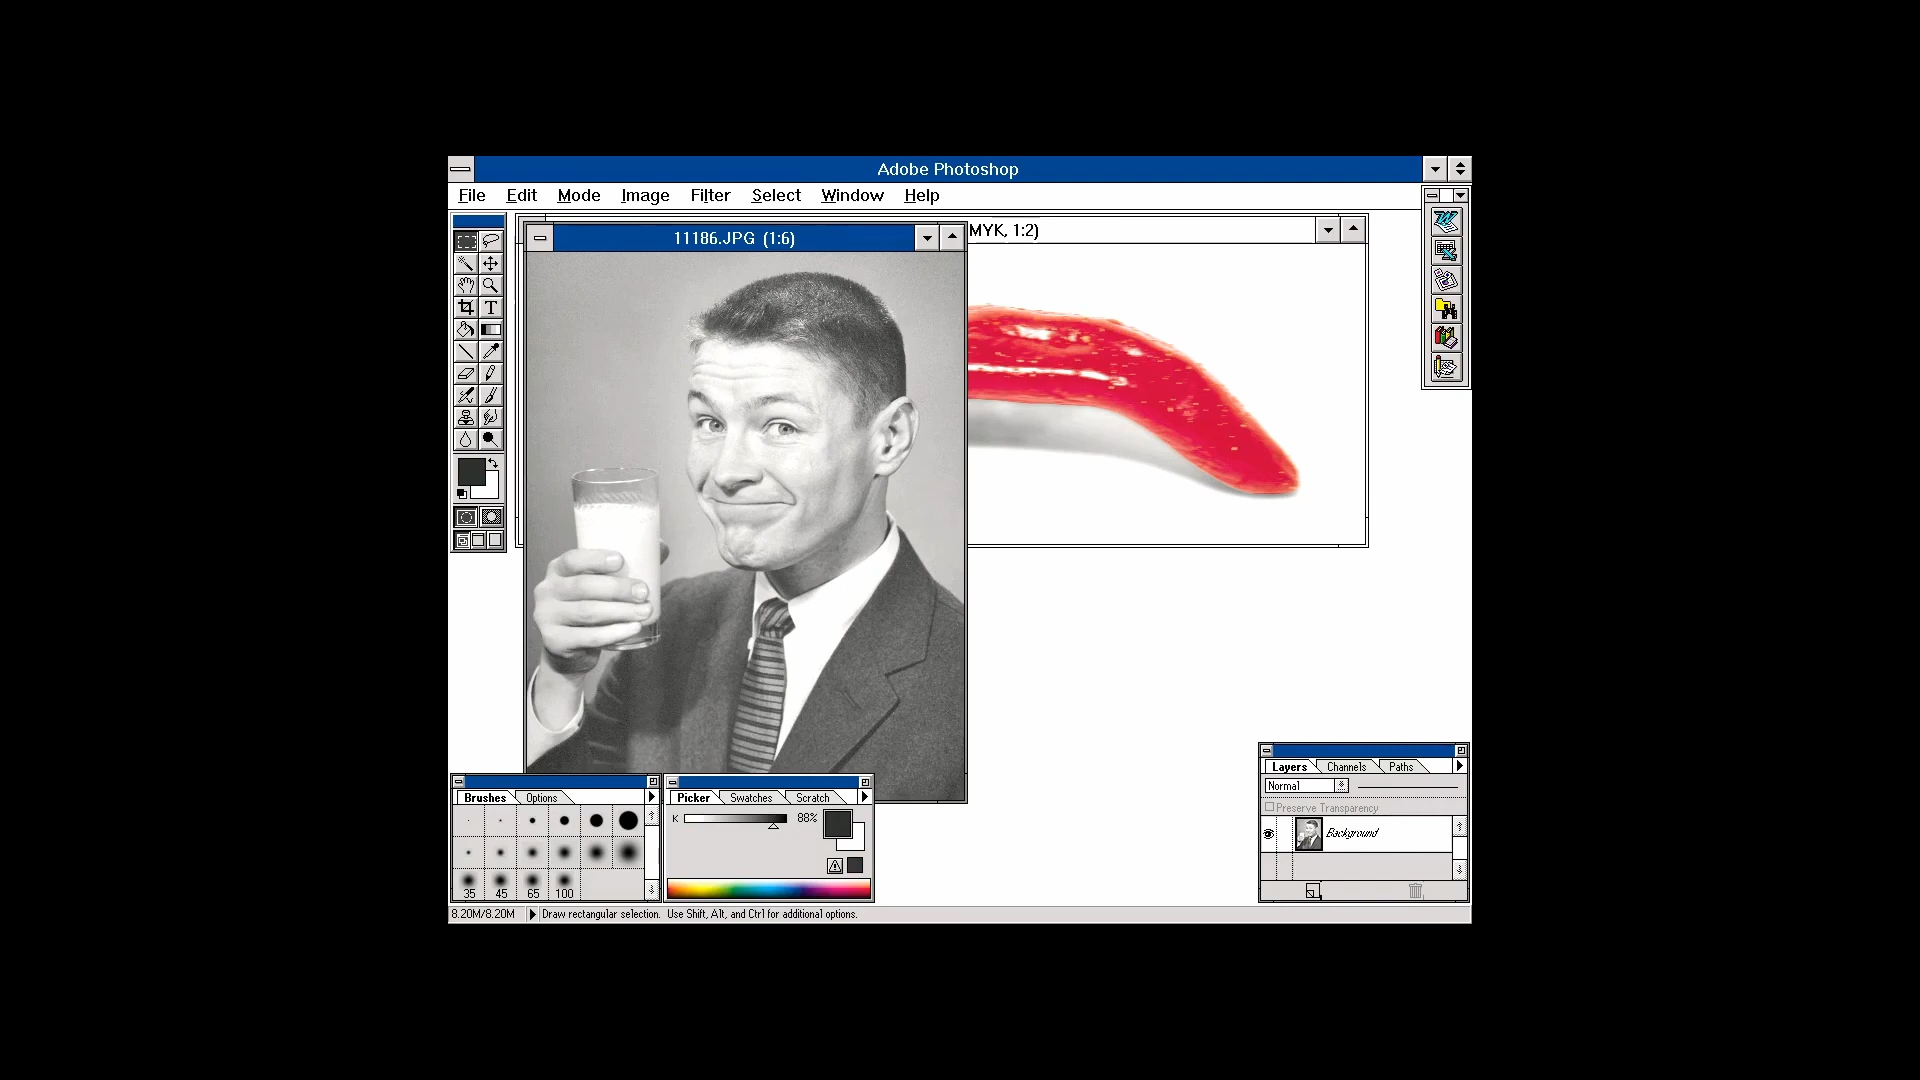 Adobe Photoshop
File Edit Mode Image Filter Select Window Help
MYK, 1:2)
11186.JPG (1:6)
T
W
Layers Channels Paths
Normal
Preserve Transparency
Background
Brushes Options
35 45 65 100
Picker Swatches Scratch
K 88%
8.20M/8.20M Draw rectangular selection. Use Shift, Alt, and Ctrl for additional options.